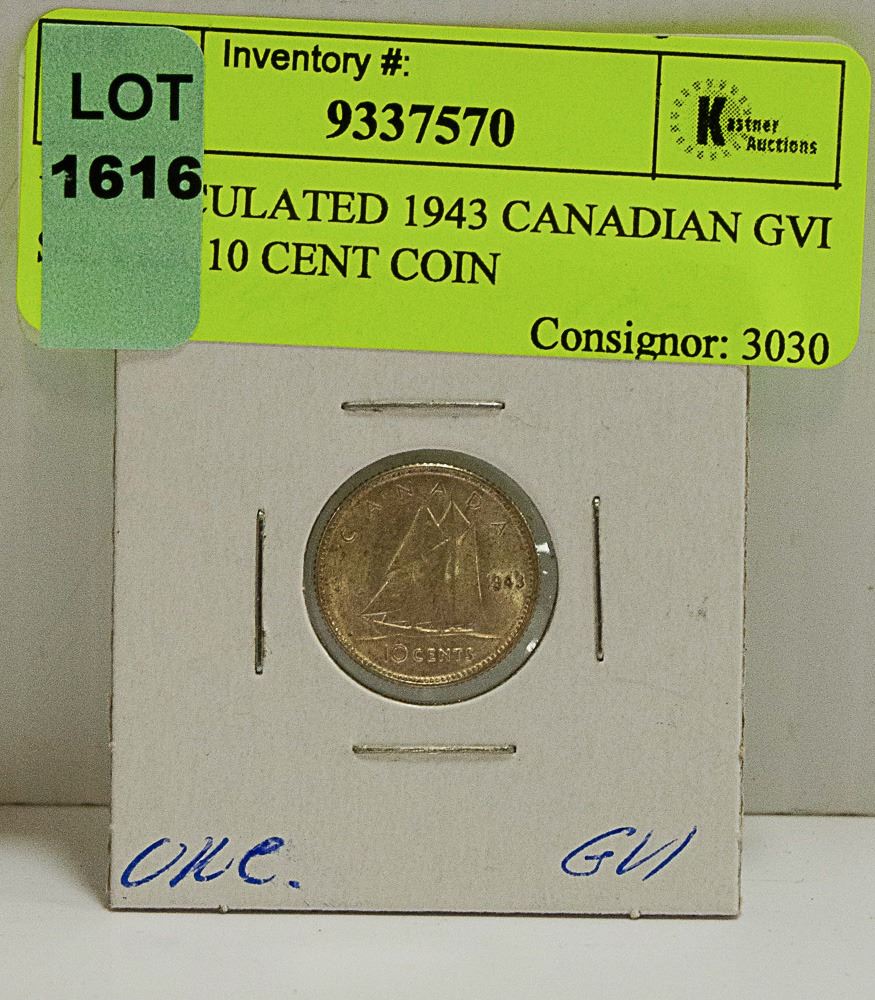 LOT
1616
Inventory #:
9337570
Kastner
Auctions
CULATED 1943 CANADIAN GVI
10 CENT COIN
Consignor: 3030
CANADA
1943
10 CENTS
unc.
GVI